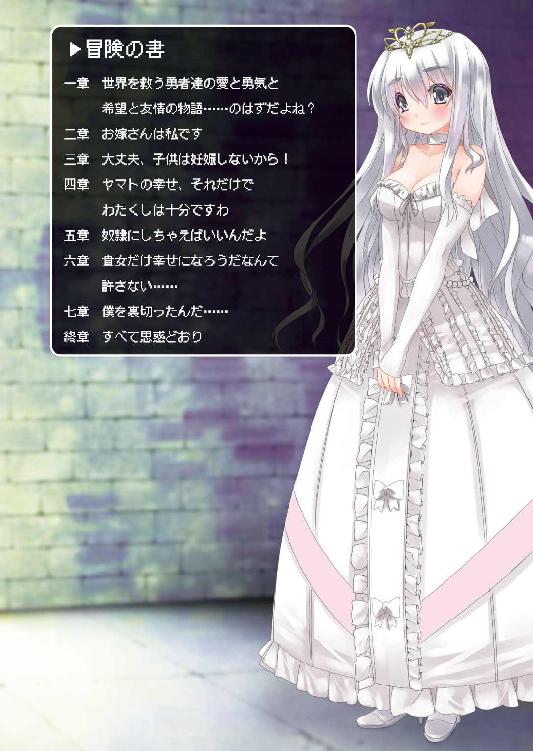 ▶冒険の書
一章 世界を救う勇者達の愛と勇気と
希望と友情の物語……のはずだよね？
二章 お嫁さんは私です
三章 大丈夫、子供は妊娠しないから！
四章 ヤマトの幸せ、それだけで
わたくしは十分ですわ
五章 奴隷にしちゃえばいいんだよ
六章 貴女だけ幸せになろうだなんて
許さない……
七章 僕を裏切ったんだ……
終章 すべて思惑どおり